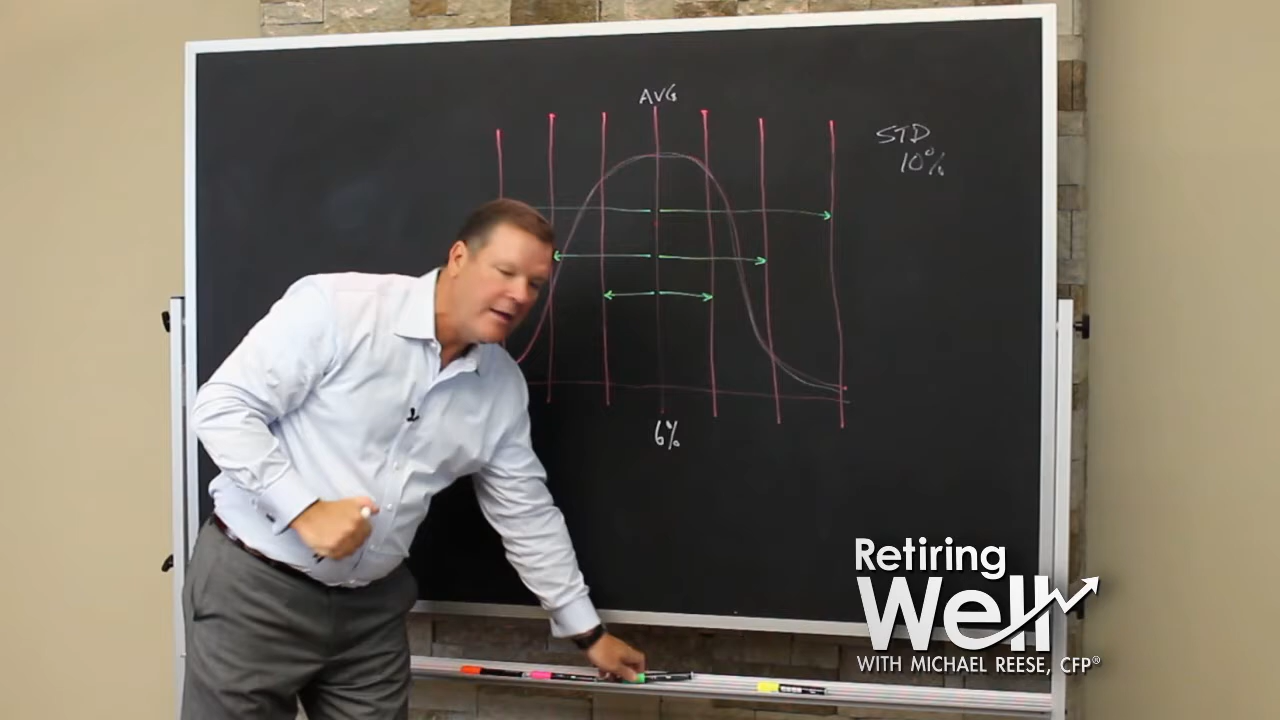 AVG
STD
10%
6%
Retiring
Well
WITH MICHAEL REESE, CFP®